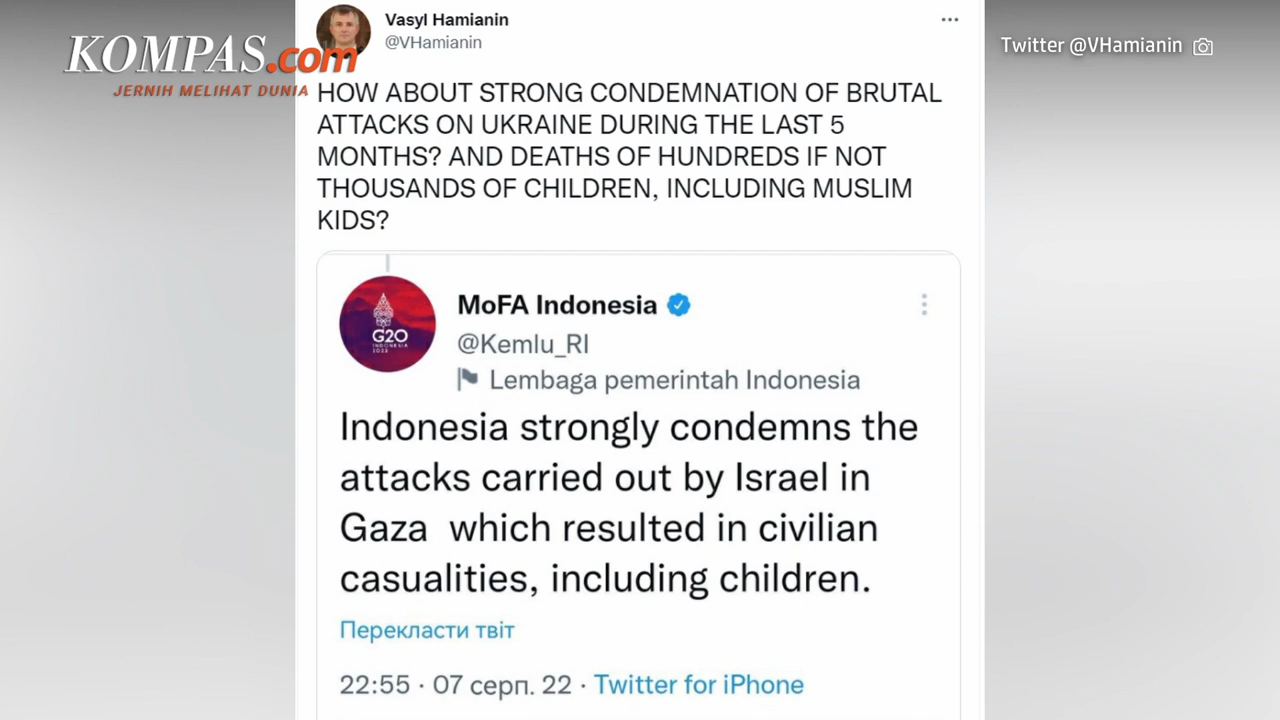 Vasyl Hamianin
@VHamianin
KOMPAS.com
JERNIH MELIHAT DUNIA
Twitter @VHamianin
HOW ABOUT STRONG CONDEMNATION OF BRUTAL
ATTACKS ON UKRAINE DURING THE LAST 5
MONTHS? AND DEATHS OF HUNDREDS IF NOT
THOUSANDS OF CHILDREN, INCLUDING MUSLIM
KIDS?
MoFA Indonesia
@Kemlu_RI
Lembaga pemerintah Indonesia
G20
INDONESIA
2022
Indonesia strongly condemns the
attacks carried out by Israel in
Gaza which resulted in civilian
casualities, including children.
Перекласти твіт
22:55 · 07 серп. 22 · Twitter for iPhone